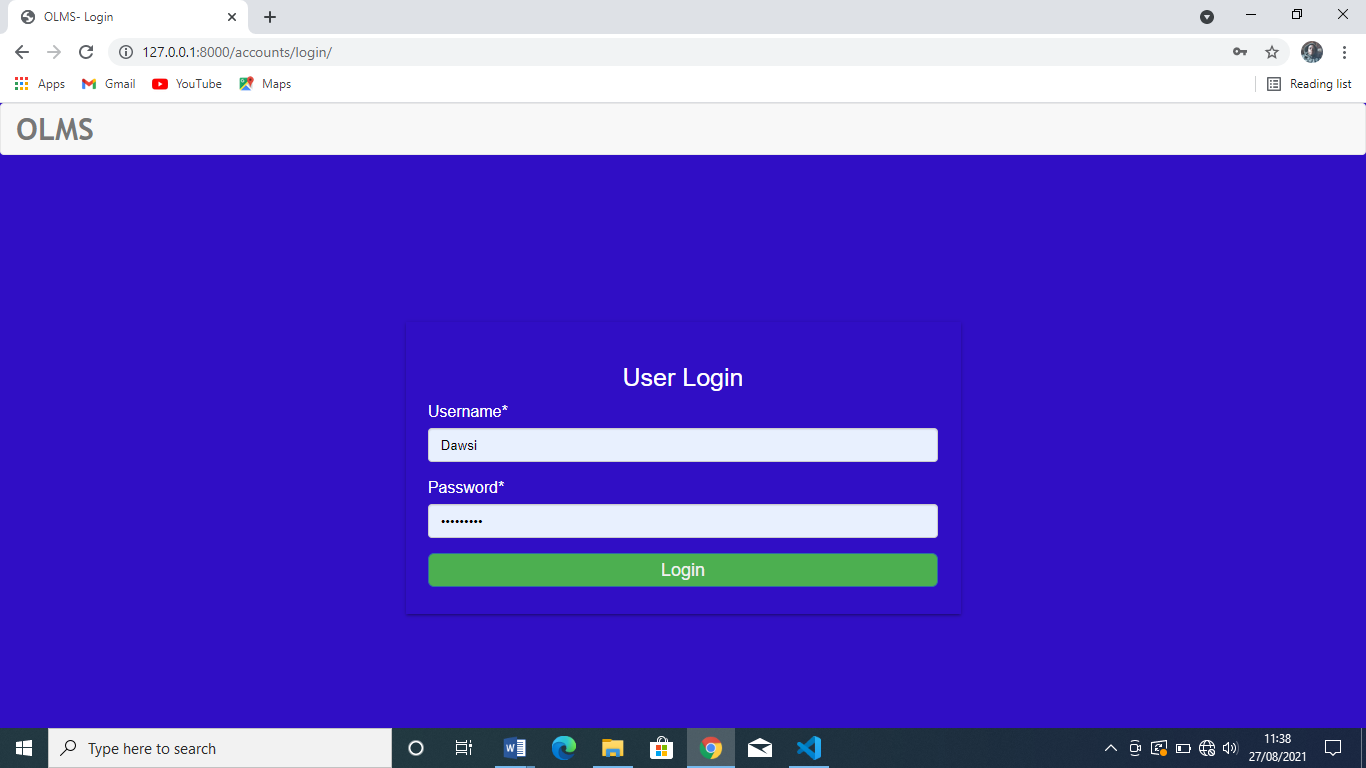 OLMS- Login
127.0.0.1:8000/accounts/login/
Apps Gmail YouTube Maps Reading list
OLMS
User Login
Username*
Dawsi
Password*
•••••••••
Login
Type here to search
11:38
27/08/2021